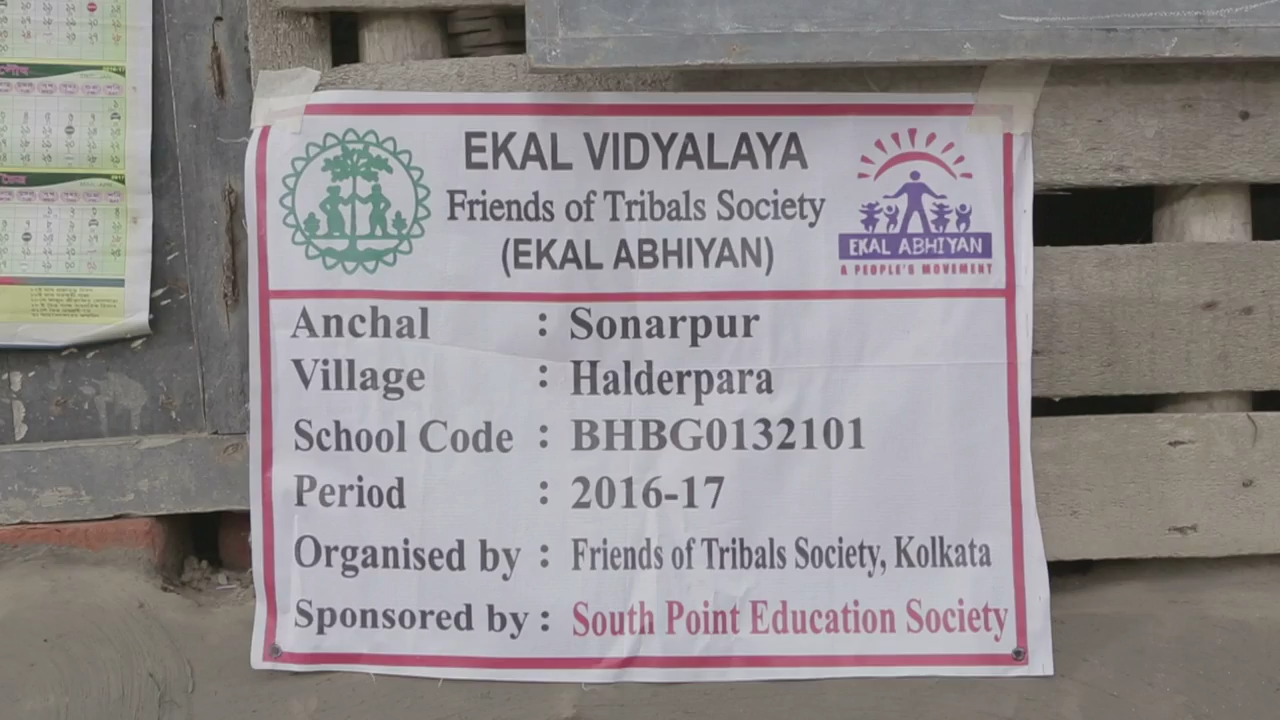 EKAL VIDYALAYA
Friends of Tribals Society
(EKAL ABHIYAN)
EKAL ABHIYAN
A PEOPLE'S MOVEMENT
Anchal : Sonarpur
Village : Halderpara
School Code : BHBG0132101
Period : 2016-17
Organised by : Friends of Tribals Society, Kolkata
Sponsored by : South Point Education Society